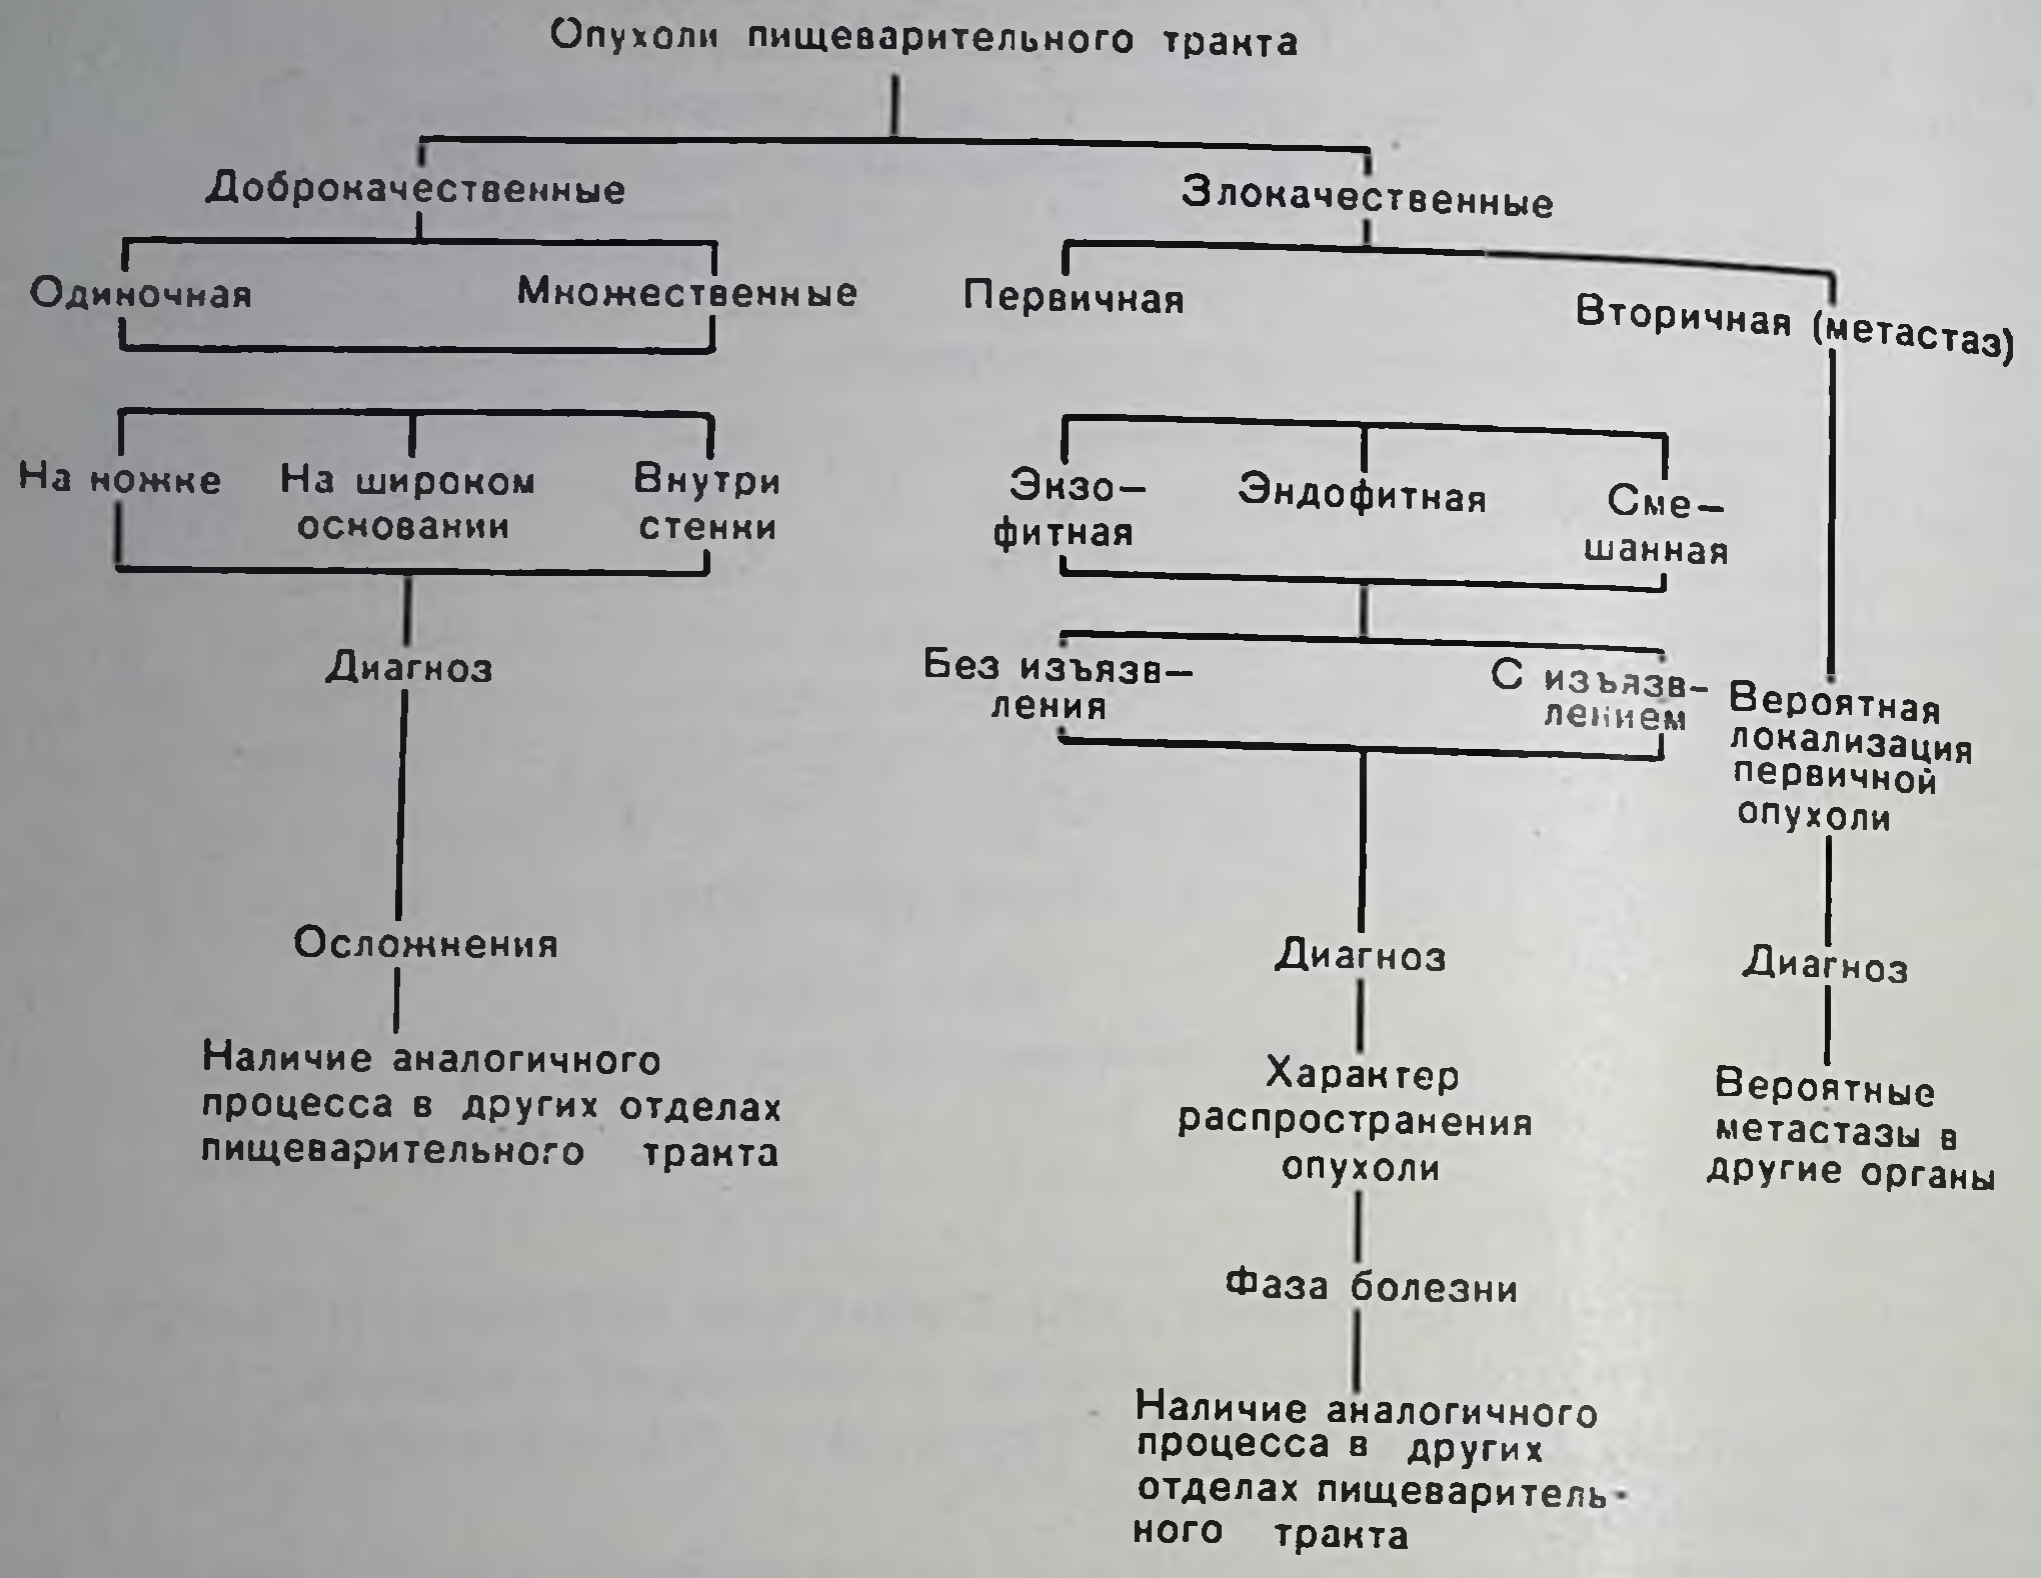 Опухоли пищеварительного тракта
Доброкачественные
Злокачественные
Одиночная
Множественные
Первичная
Вторичная (метастаз)
На ножке
На широком
основании
Внутри
стенки
Экзо—
фитная
Эндофитная
Сме—
шанная
Без изъязв—
ления
С изъязв-
лением
Вероятная
локализация
первичной
опухоли
Диагноз
Осложнения
Наличие аналогичного
процесса в других отделах
пищеварительного тракта
Диагноз
Характер
распространения
опухоли
Фаза болезни
Наличие аналогичного
процесса в других
отделах пищеваритель-
ного тракта
Диагноз
Вероятные
метастазы в
другие органы